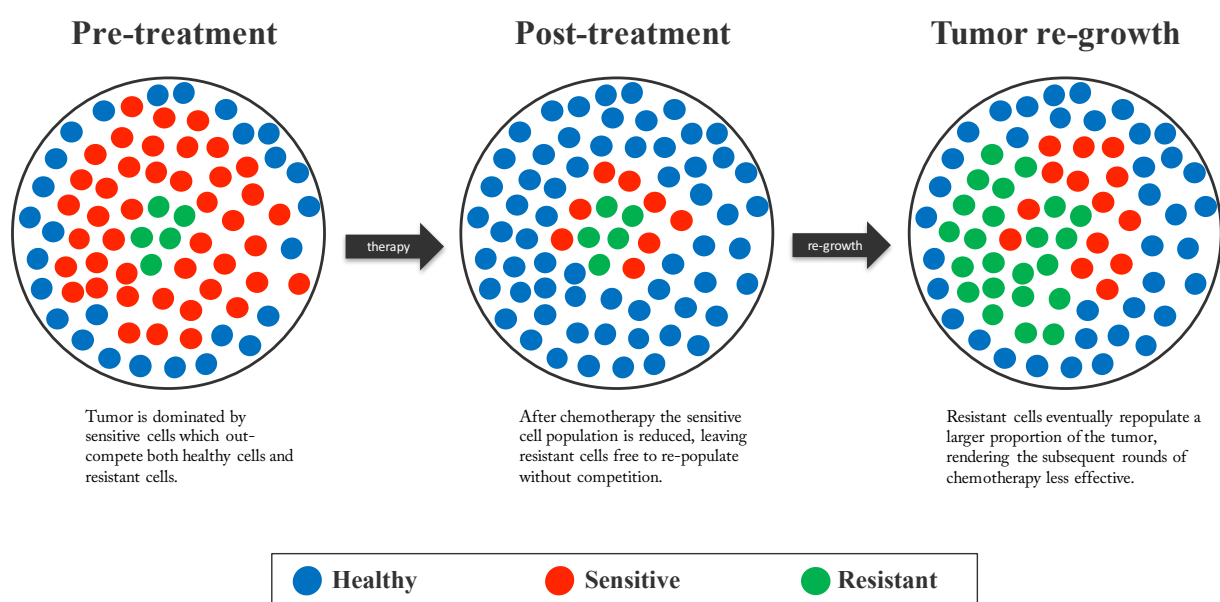 Pre-treatment
Post-treatment
Tumor re-growth
therapy
re-growth
Tumor is dominated by
sensitive cells which out-
compete both healthy cells and
resistant cells.
After chemotherapy the sensitive
cell population is reduced, leaving
resistant cells free to re-populate
without competition.
Resistant cells eventually repopulate a
larger proportion of the tumor,
rendering the subsequent rounds of
chemotherapy less effective.
Healthy
Sensitive
Resistant